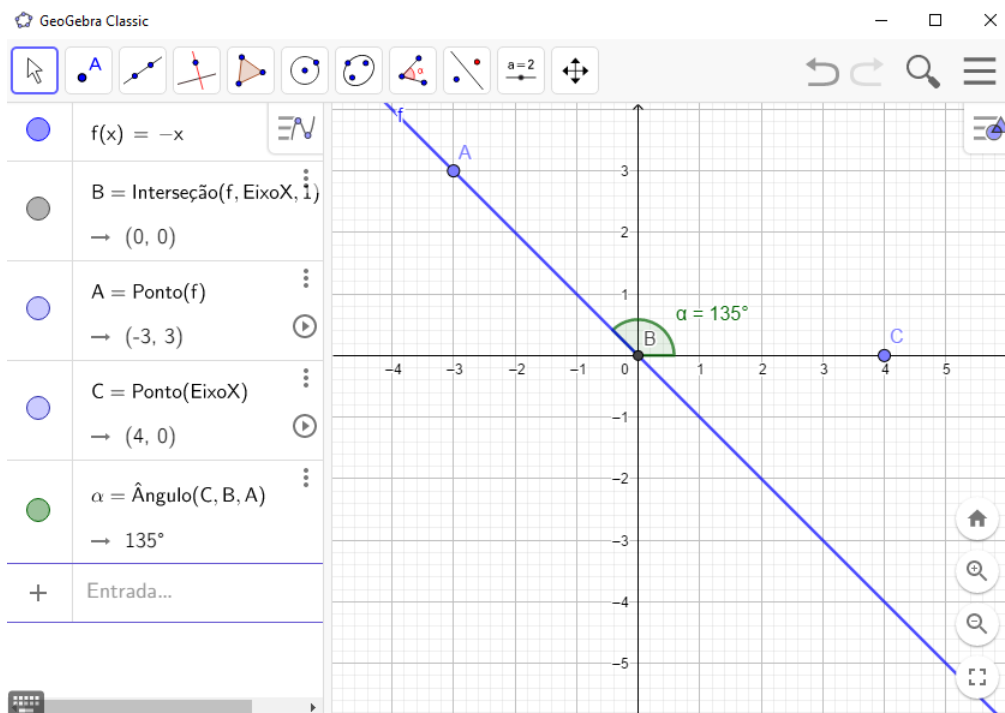 GeoGebra Classic
A
α
a=2
f(x) = −x
B = Interseção(f, EixoX, 1)
→ (0, 0)
A = Ponto(f)
→ (-3, 3)
C = Ponto(EixoX)
→ (4, 0)
α = Ângulo(C, B, A)
→ 135°
+ Entrada...
f
A
3
2
1
α = 135°
B
C
−4 −3 −2 −1 0 1 2 3 4 5
−1
−2
−3
−4
−5